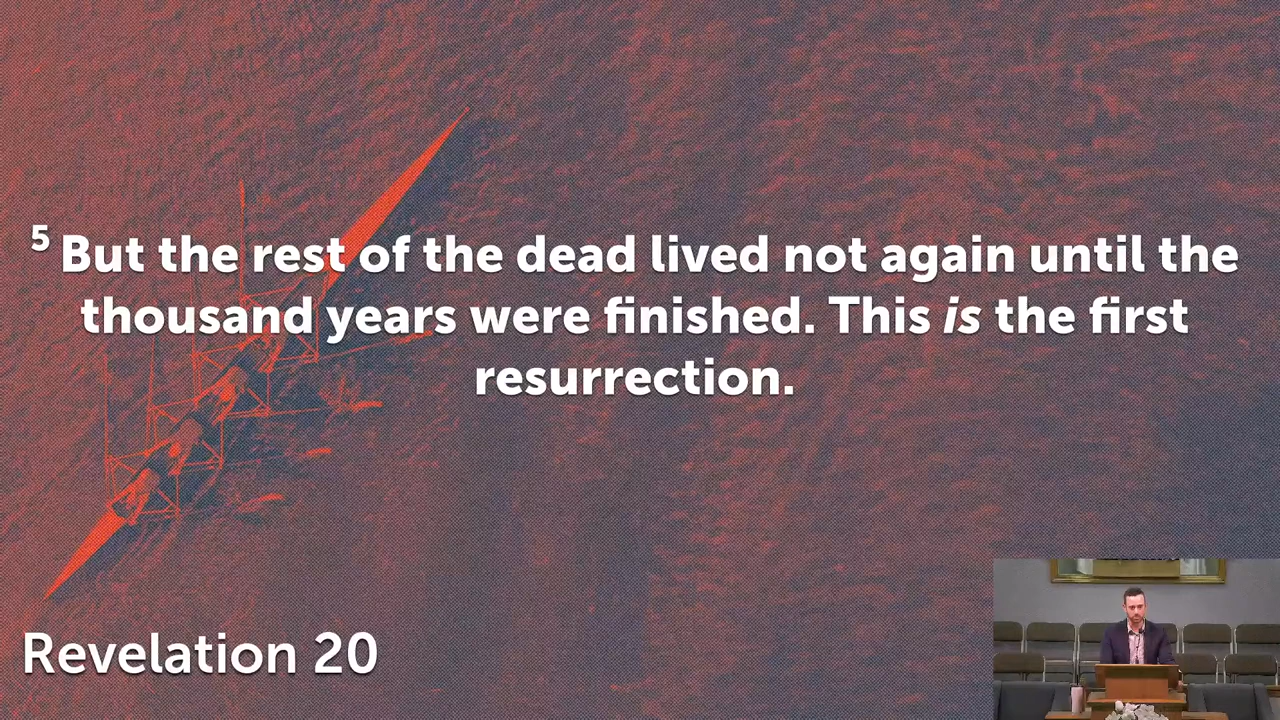 5 But the rest of the dead lived not again until the
thousand years were finished. This is the first
resurrection.
Revelation 20